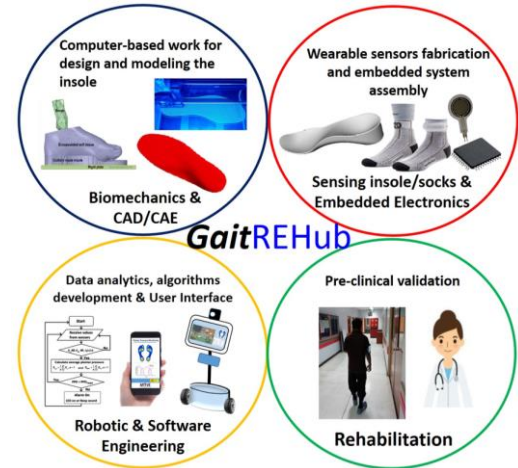 Computer-based work for
design and modeling the
insole
Biomechanics &
CAD/CAE
Wearable sensors fabrication
and embedded system
assembly
Sensing insole/socks &
Embedded Electronics
GaitREHub
Data analytics, algorithms
development & User Interface
Start
Robotic & Software
Engineering
Pre-clinical validation
Rehabilitation